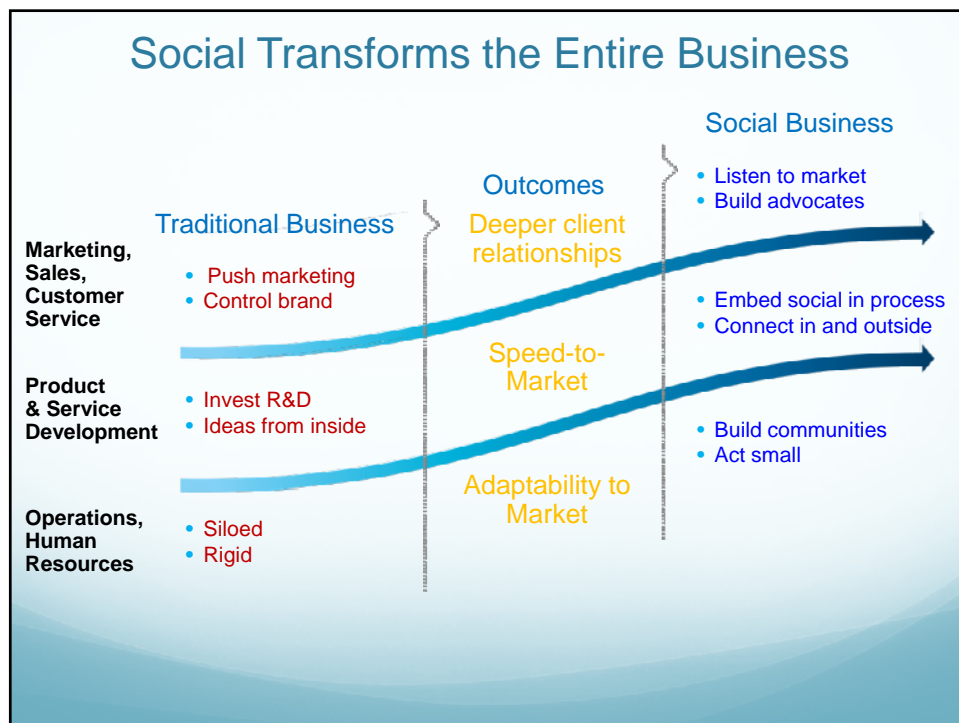 Social Transforms the Entire Business
Social Business
• Listen to market
• Build advocates
Outcomes
Traditional Business
Deeper client
relationships
Marketing,
Sales,
Customer
Service
• Push marketing
• Control brand
• Embed social in process
• Connect in and outside
Speed-to-
Market
Product
& Service
Development
• Invest R&D
• Ideas from inside
• Build communities
• Act small
Adaptability to
Market
Operations,
Human
Resources
• Siloed
• Rigid